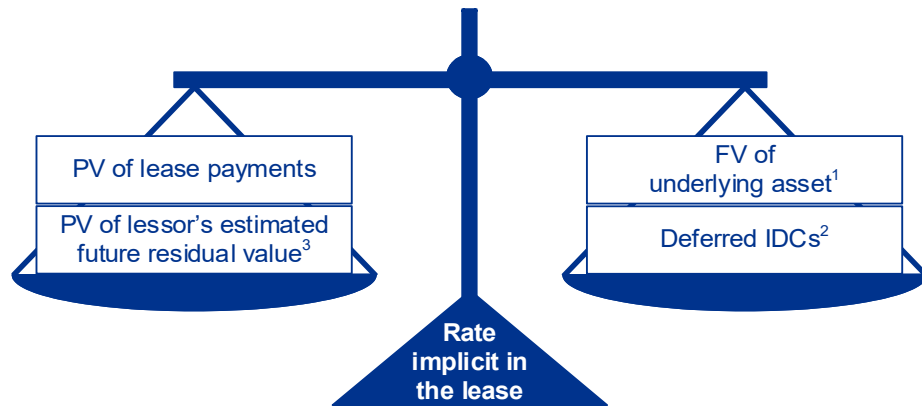 PV of lease payments
PV of lessor's estimated
future residual value³
FV of
underlying asset¹
Deferred IDCs²
Rate
implicit in
the lease